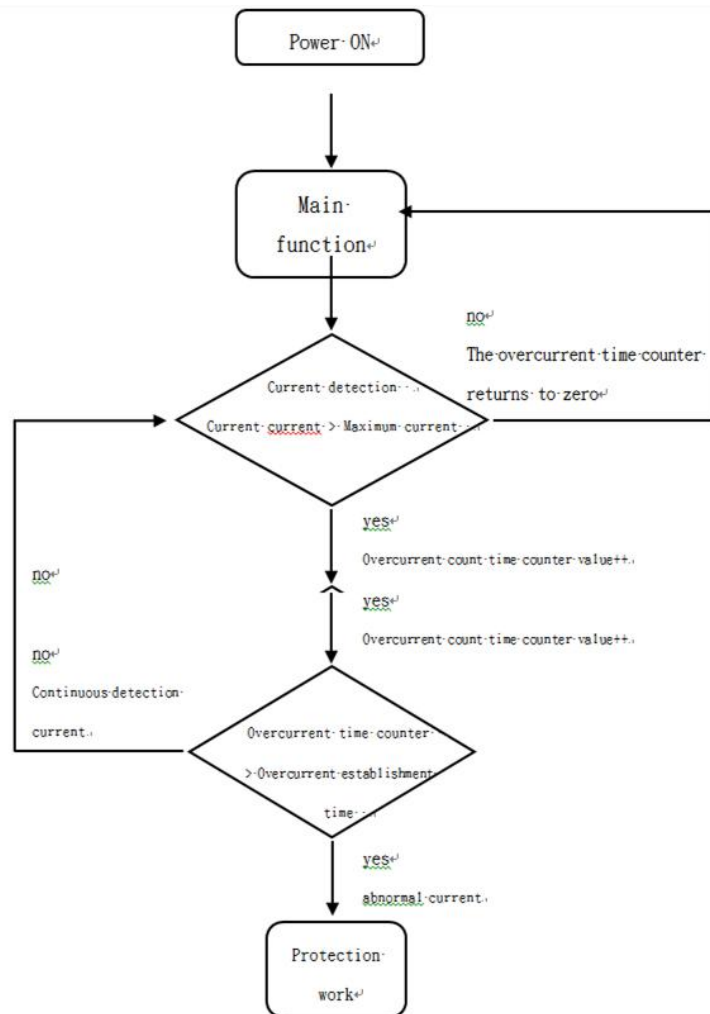 Power ON
Main
function
no
The overcurrent time counter
returns to zero
Current detection
Current current > Maximum current
yes
Overcurrent count time counter value++
no
yes
Overcurrent count time counter value++
no
Continuous detection
current
Overcurrent time counter
> Overcurrent establishment
time
yes
abnormal current
Protection
work